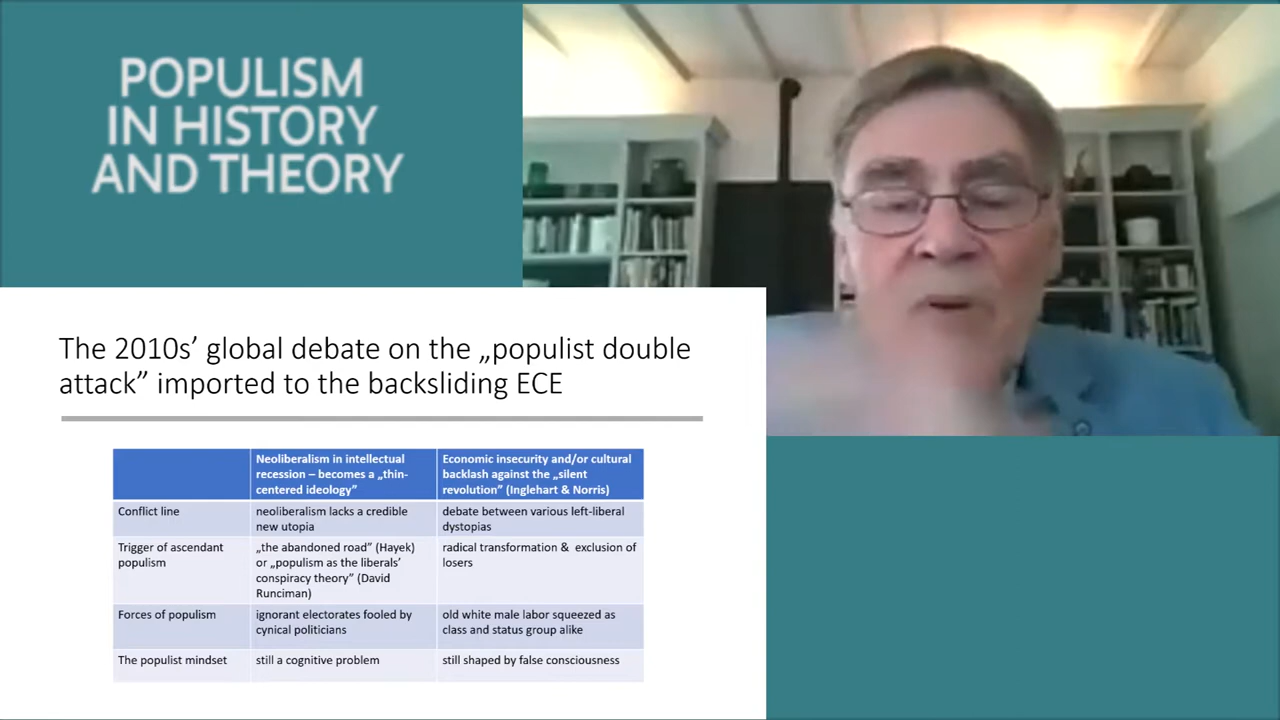 POPULISM
IN HISTORY
AND THEORY
The 2010s’ global debate on the „populist double
attack” imported to the backsliding ECE
Neoliberalism in intellectual
recession – becomes a „thin-
centered ideology”
Economic insecurity and/or cultural
backlash against the „silent
revolution” (Inglehart & Norris)
Conflict line
neoliberalism lacks a credible
new utopia
debate between various left-liberal
dystopias
Trigger of ascendant
populism
„the abandoned road” (Hayek)
or „populism as the liberals’
conspiracy theory” (David
Runciman)
radical transformation & exclusion of
losers
Forces of populism
ignorant electorates fooled by
cynical politicians
old white male labor squeezed as
class and status group alike
The populist mindset
still a cognitive problem
still shaped by false consciousness